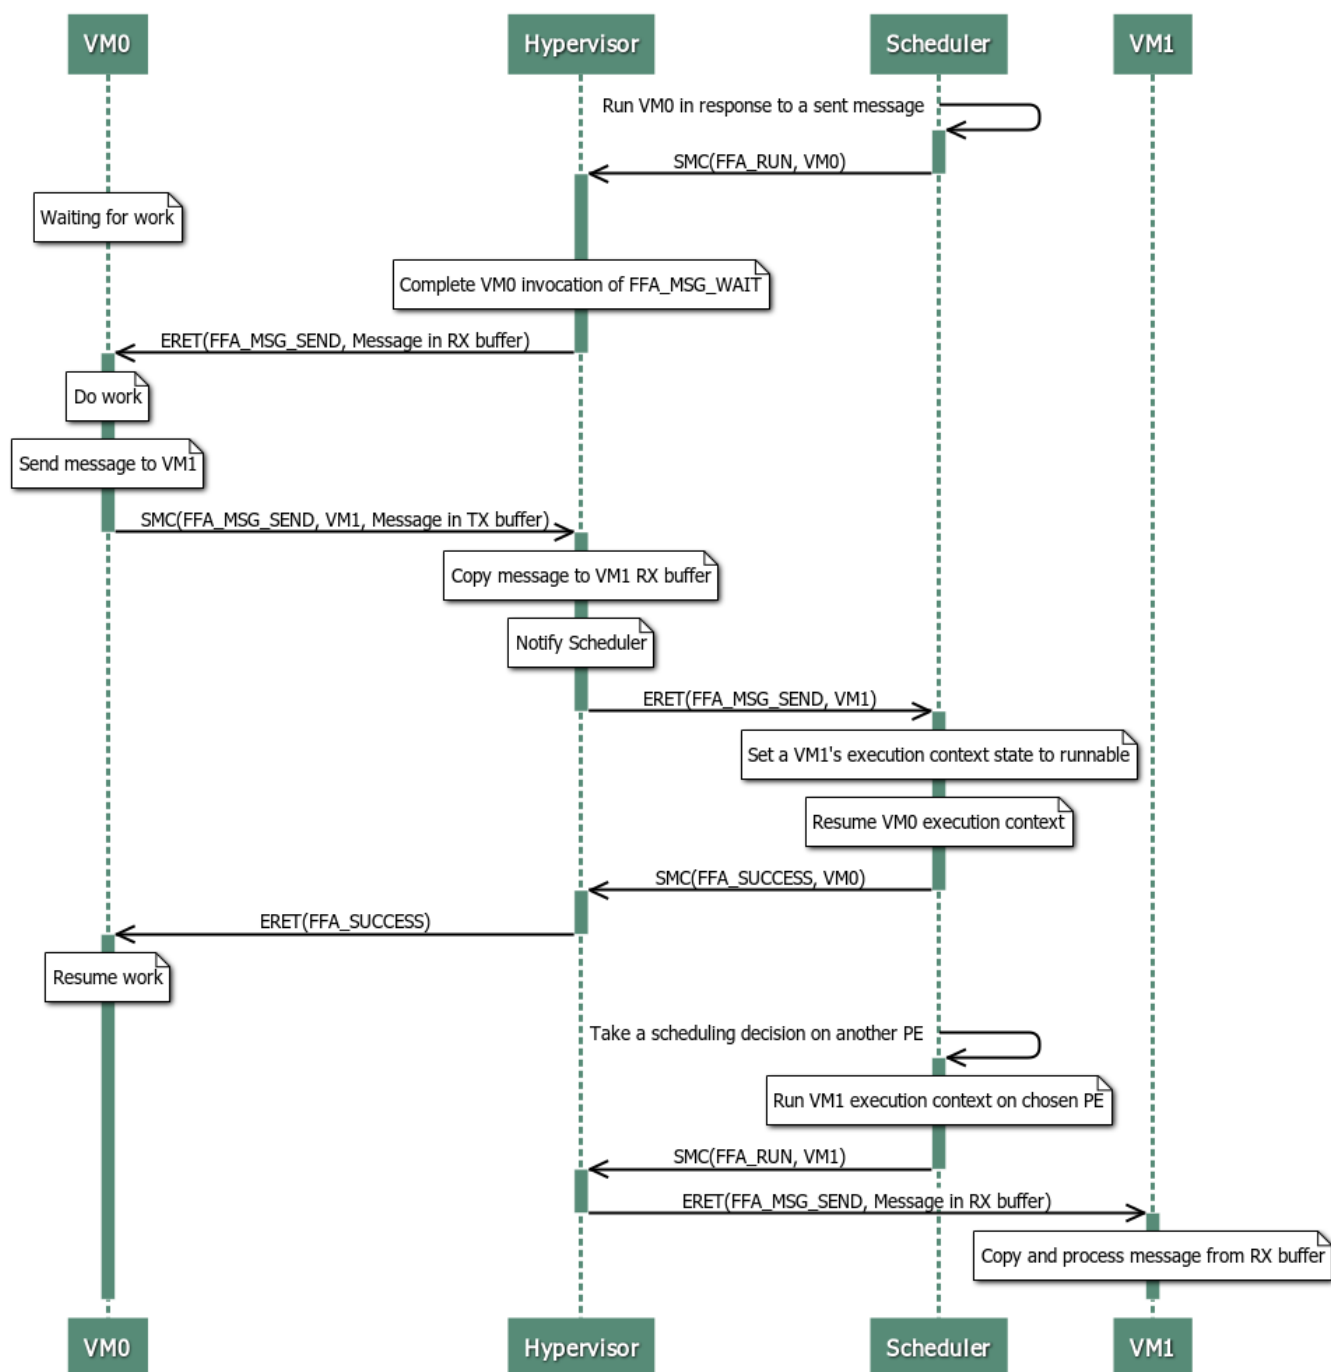 VM0
Hypervisor
Scheduler
VM1
Run VM0 in response to a sent message
SMC(FFA_RUN, VM0)
Waiting for work
Complete VM0 invocation of FFA_MSG_WAIT
ERET(FFA_MSG_SEND, Message in RX buffer)
Do work
Send message to VM1
SMC(FFA_MSG_SEND, VM1, Message in TX buffer)
Copy message to VM1 RX buffer
Notify Scheduler
ERET(FFA_MSG_SEND, VM1)
Set a VM1's execution context state to runnable
Resume VM0 execution context
SMC(FFA_SUCCESS, VM0)
ERET(FFA_SUCCESS)
Resume work
Take a scheduling decision on another PE
Run VM1 execution context on chosen PE
SMC(FFA_RUN, VM1)
ERET(FFA_MSG_SEND, Message in RX buffer)
Copy and process message from RX buffer
VM0
Hypervisor
Scheduler
VM1